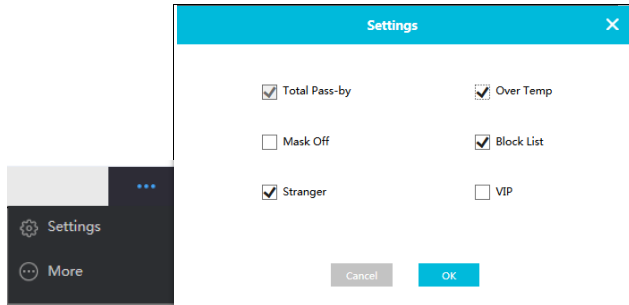 Settings
Total Pass-by
Over Temp
Mask Off
Block List
Stranger
VIP
Cancel
OK
Settings
More